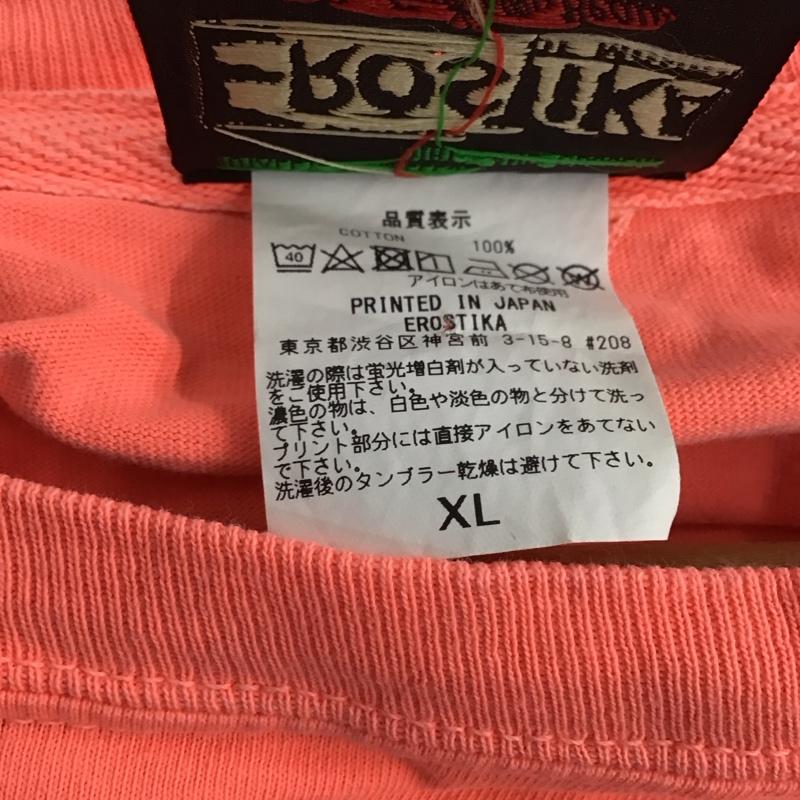 EROSTIKA
品質表示
COTTON 100%
40
アイロンはあて布使用
PRINTED IN JAPAN
EROSTIKA
東京都渋谷区神宮前 3-15-8 #208
洗濯の際は蛍光増白剤が入っていない洗剤
をご使用下さい。
濃色の物は、白色や淡色の物と分けて洗っ
て下さい。
プリント部分には直接アイロンをあてない
で下さい。
洗濯後のタンブラー乾燥は避けて下さい。
XL